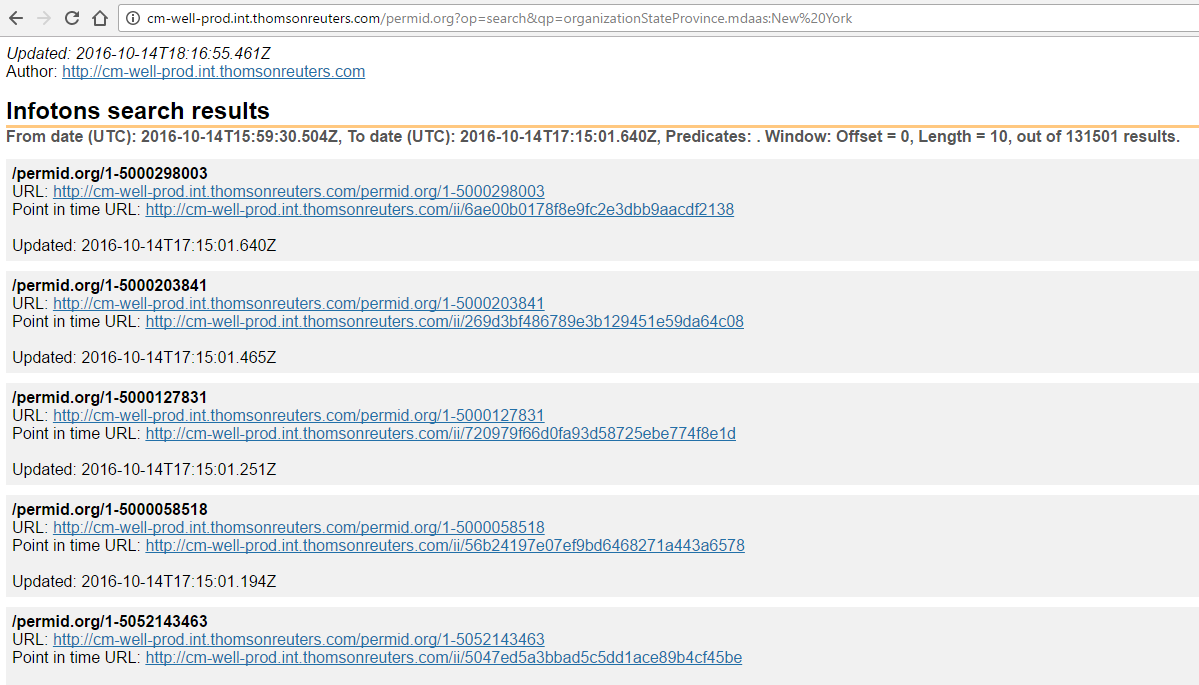 cm-well-prod.int.thomsonreuters.com/permid.org?op=search&qp=organizationStateProvince.mdaas:New%20York
Updated: 2016-10-14T18:16:55.461Z
Author: http://cm-well-prod.int.thomsonreuters.com
Infotons search results
From date (UTC): 2016-10-14T15:59:30.504Z, To date (UTC): 2016-10-14T17:15:01.640Z, Predicates: . Window: Offset = 0, Length = 10, out of 131501 results.
/permid.org/1-5000298003
URL: http://cm-well-prod.int.thomsonreuters.com/permid.org/1-5000298003
Point in time URL: http://cm-well-prod.int.thomsonreuters.com/ii/6ae00b0178f8e9fc2e3dbb9aacdf2138
Updated: 2016-10-14T17:15:01.640Z
/permid.org/1-5000203841
URL: http://cm-well-prod.int.thomsonreuters.com/permid.org/1-5000203841
Point in time URL: http://cm-well-prod.int.thomsonreuters.com/ii/269d3bf486789e3b129451e59da64c08
Updated: 2016-10-14T17:15:01.465Z
/permid.org/1-5000127831
URL: http://cm-well-prod.int.thomsonreuters.com/permid.org/1-5000127831
Point in time URL: http://cm-well-prod.int.thomsonreuters.com/ii/720979f66d0fa93d58725ebe774f8e1d
Updated: 2016-10-14T17:15:01.251Z
/permid.org/1-5000058518
URL: http://cm-well-prod.int.thomsonreuters.com/permid.org/1-5000058518
Point in time URL: http://cm-well-prod.int.thomsonreuters.com/ii/56b24197e07ef9bd6468271a443a6578
Updated: 2016-10-14T17:15:01.194Z
/permid.org/1-5052143463
URL: http://cm-well-prod.int.thomsonreuters.com/permid.org/1-5052143463
Point in time URL: http://cm-well-prod.int.thomsonreuters.com/ii/5047ed5a3bbad5c5dd1ace89b4cf45be